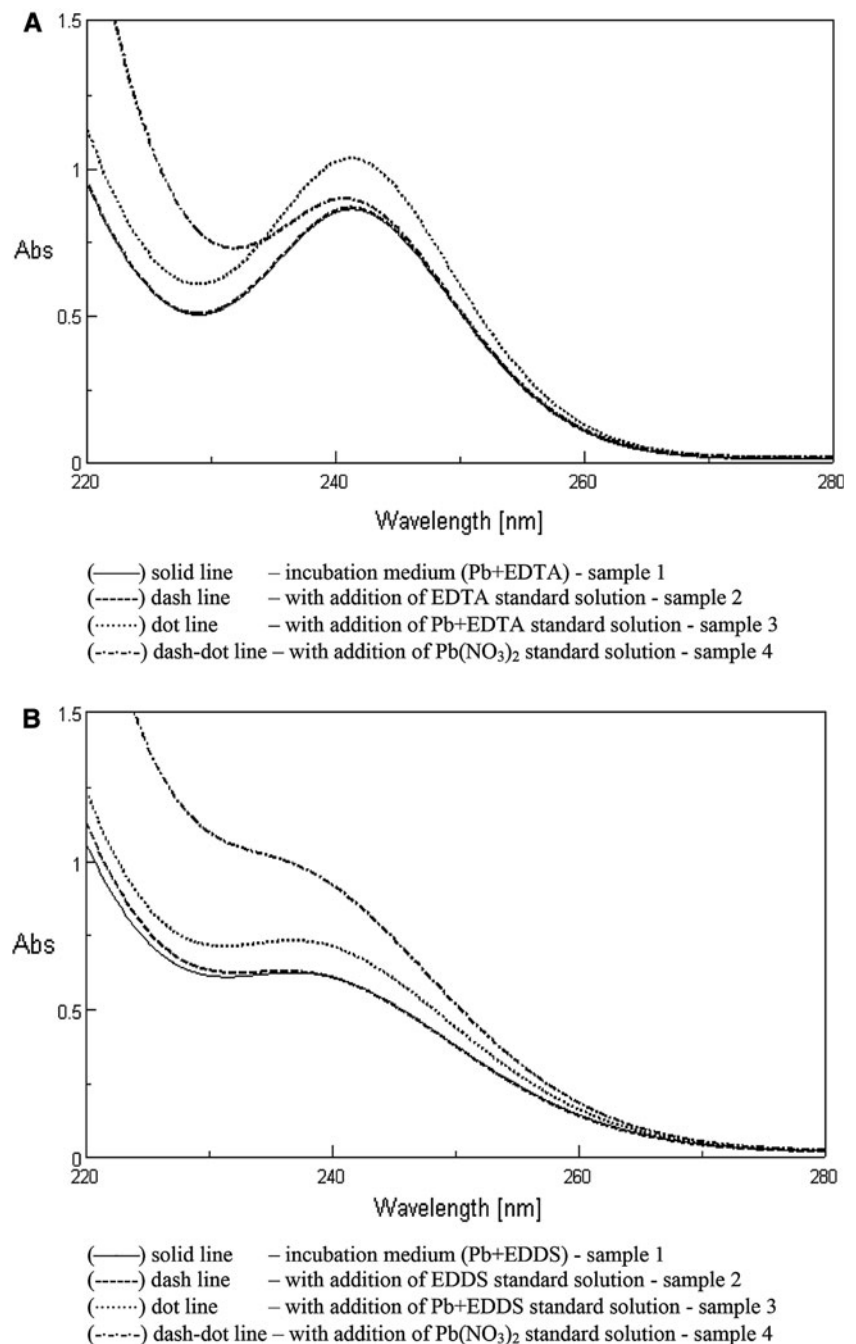 A
1.5
1
Abs
0.5
0
220 240 260 280
Wavelength [nm]
(——) solid line – incubation medium (Pb+EDTA) - sample 1
(-----) dash line – with addition of EDTA standard solution - sample 2
(·······) dot line – with addition of Pb+EDTA standard solution - sample 3
(-·-·-·-) dash-dot line – with addition of Pb(NO₃)₂ standard solution - sample 4
B
1.5
1
Abs
0.5
0
220 240 260 280
Wavelength [nm]
(——) solid line – incubation medium (Pb+EDDS) - sample 1
(-----) dash line – with addition of EDDS standard solution - sample 2
(·······) dot line – with addition of Pb+EDDS standard solution - sample 3
(-·-·-·-) dash-dot line – with addition of Pb(NO₃)₂ standard solution - sample 4